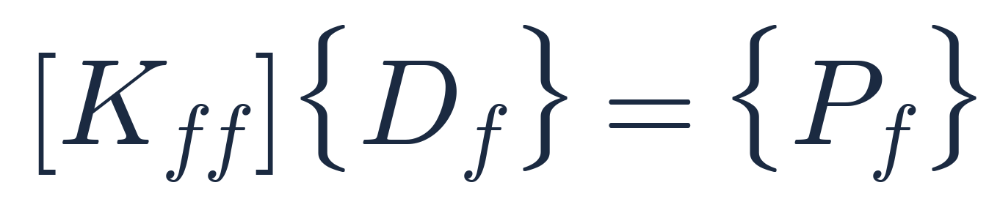 [K_{ff}]{D_f} = {P_f}